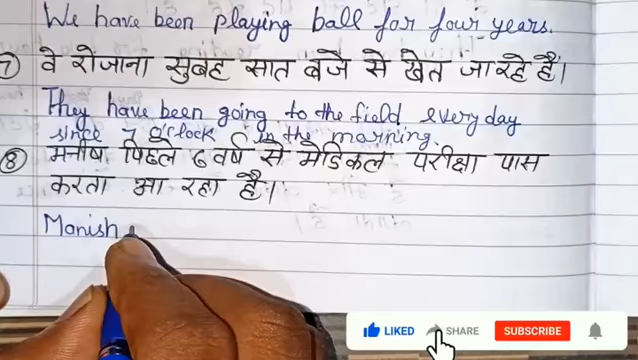 We have been playing ball for four years.
⑦ वे रोजाना सुबह सात बजे से खेत जा रहे हैं।
They have been going to the field everyday
since 7 o'clock in the morning.
⑧ मनीष पिछले 6 वर्ष से मेडिकल परीक्षा पास
करता आ रहा है।
Manish
LIKED SHARE SUBSCRIBE